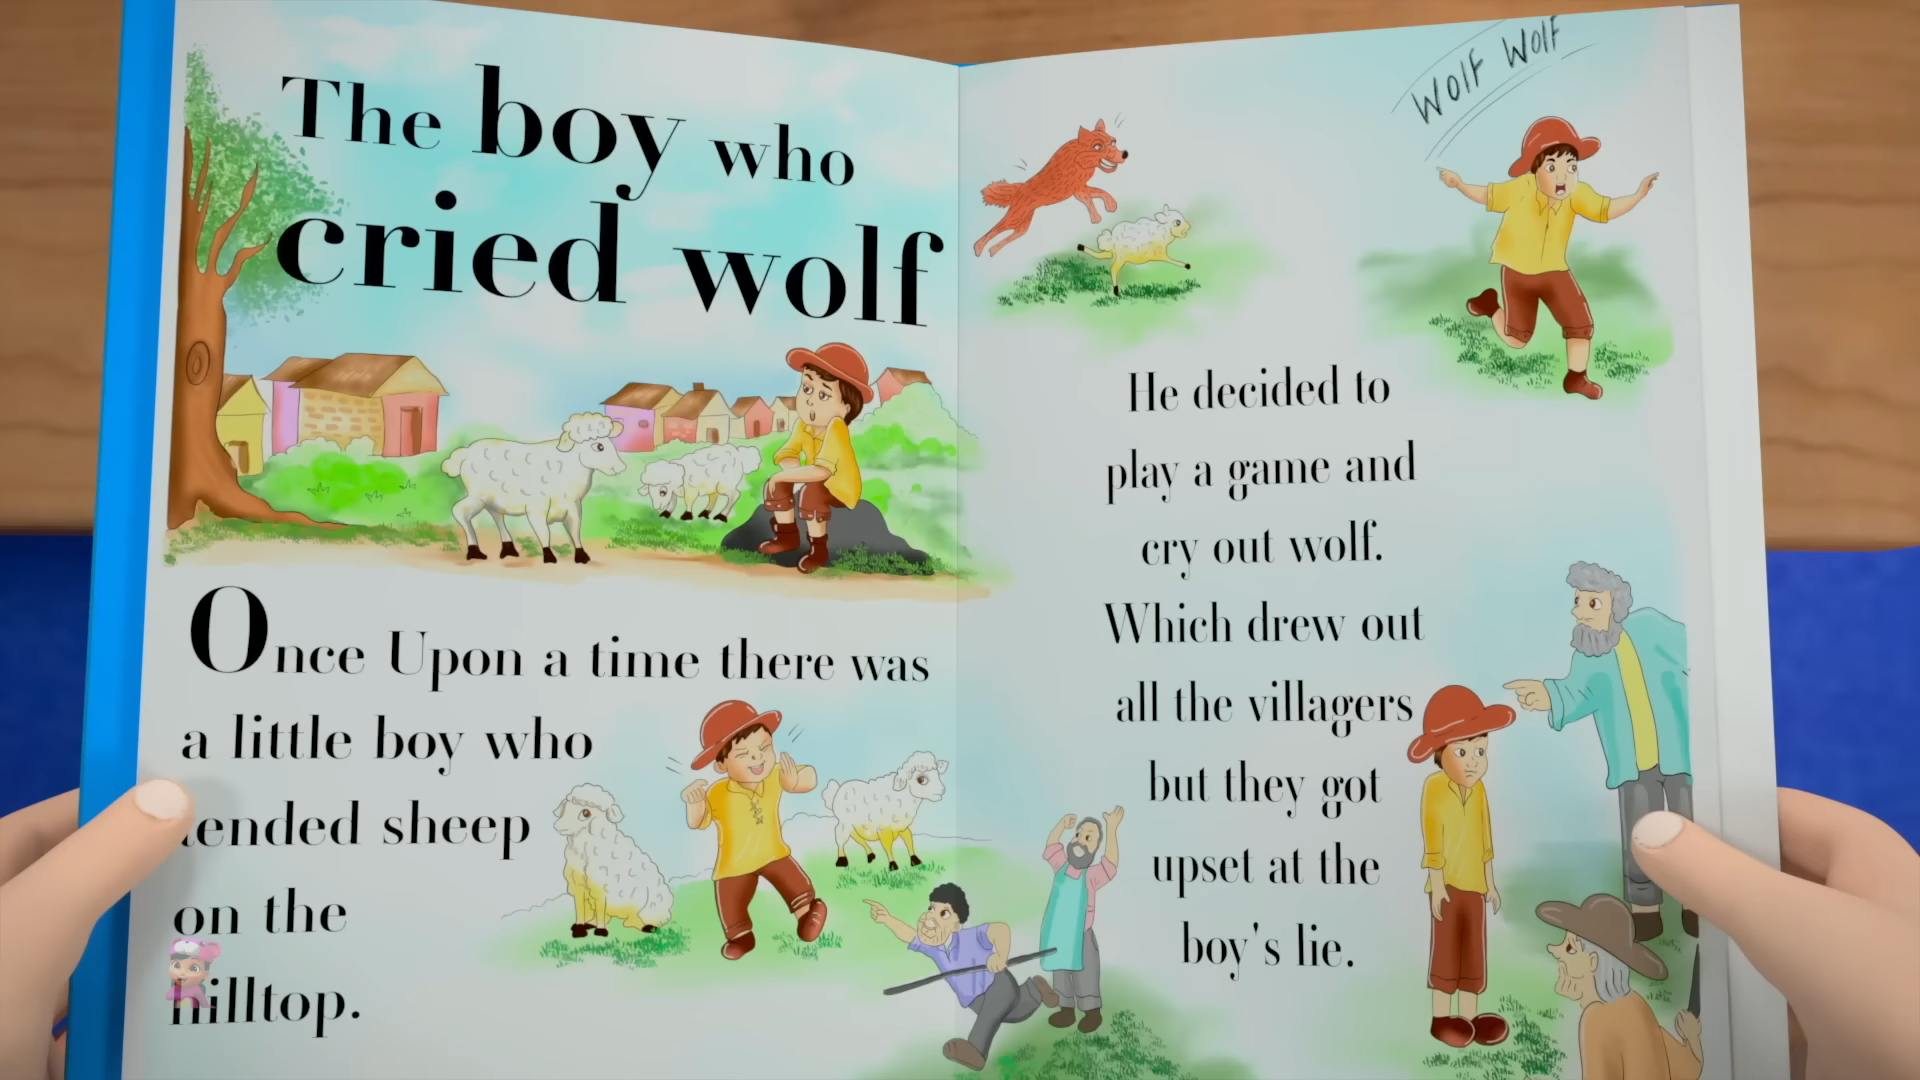 The boy who
cried wolf
Once Upon a time there was
a little boy who
tended sheep
on the
hilltop.
WOLF WOLF
He decided to
play a game and
cry out wolf.
Which drew out
all the villagers
but they got
upset at the
boy's lie.